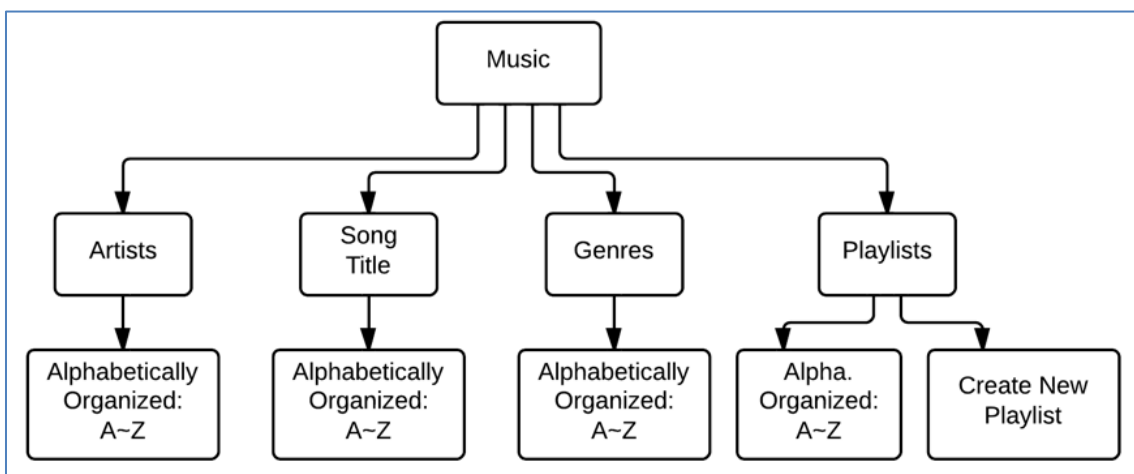 Music
Artists
Song
Title
Genres
Playlists
Alphabetically
Organized:
A~Z
Alphabetically
Organized:
A~Z
Alphabetically
Organized:
A~Z
Alpha.
Organized:
A~Z
Create New
Playlist